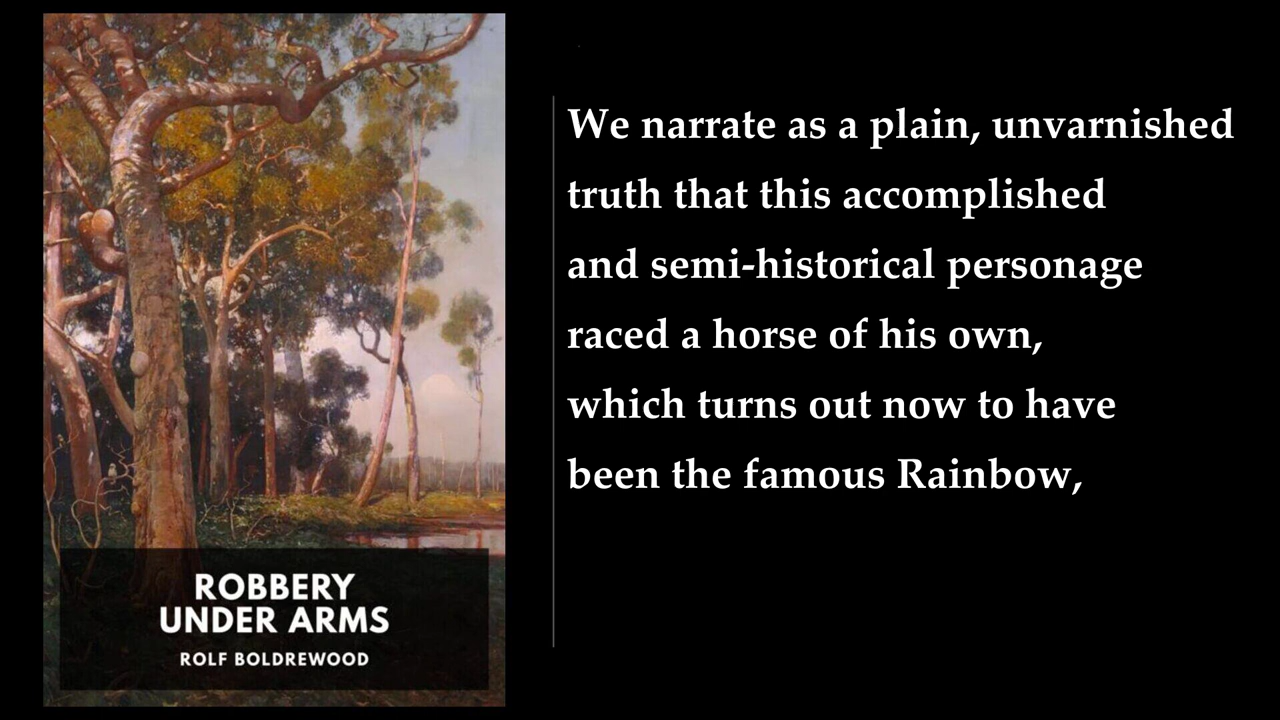 We narrate as a plain, unvarnished
truth that this accomplished
and semi-historical personage
raced a horse of his own,
which turns out now to have
been the famous Rainbow,
ROBBERY
UNDER ARMS
ROLF BOLDREWOOD